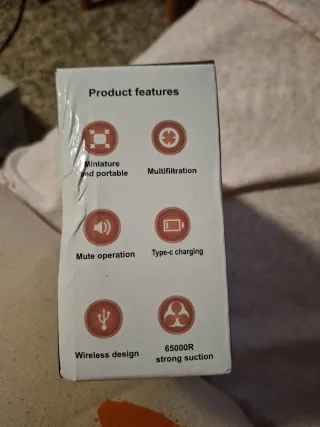 Product features
Miniature
and portable
Multifiltration
Mute operation
Type-c charging
Wireless design
65000R
strong suction